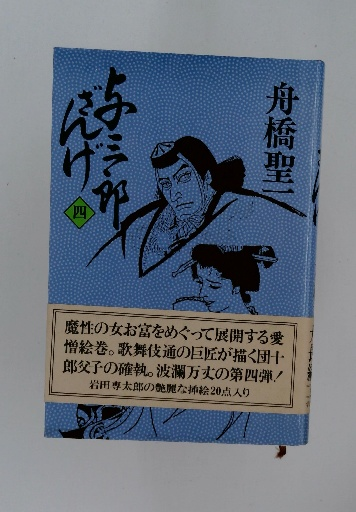 舟橋聖一
与三郎
ざんげ
四
魔性の女お富をめぐって展開する愛
憎絵巻。歌舞伎通の巨匠が描く団十
郎父子の確執。波瀾万丈の第四弾！
岩田専太郎の艶麗な挿絵20点入り